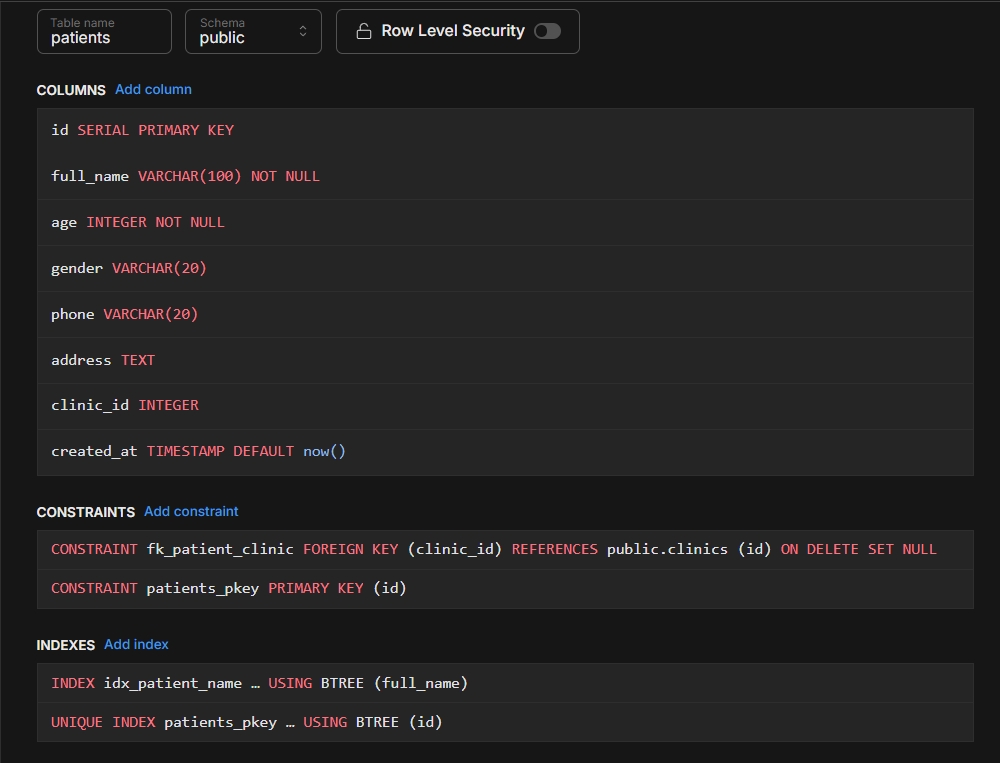 Table name
patients
Schema
public
Row Level Security
COLUMNS Add column
id SERIAL PRIMARY KEY
full_name VARCHAR(100) NOT NULL
age INTEGER NOT NULL
gender VARCHAR(20)
phone VARCHAR(20)
address TEXT
clinic_id INTEGER
created_at TIMESTAMP DEFAULT now()
CONSTRAINTS Add constraint
CONSTRAINT fk_patient_clinic FOREIGN KEY (clinic_id) REFERENCES public.clinics (id) ON DELETE SET NULL
CONSTRAINT patients_pkey PRIMARY KEY (id)
INDEXES Add index
INDEX idx_patient_name … USING BTREE (full_name)
UNIQUE INDEX patients_pkey … USING BTREE (id)